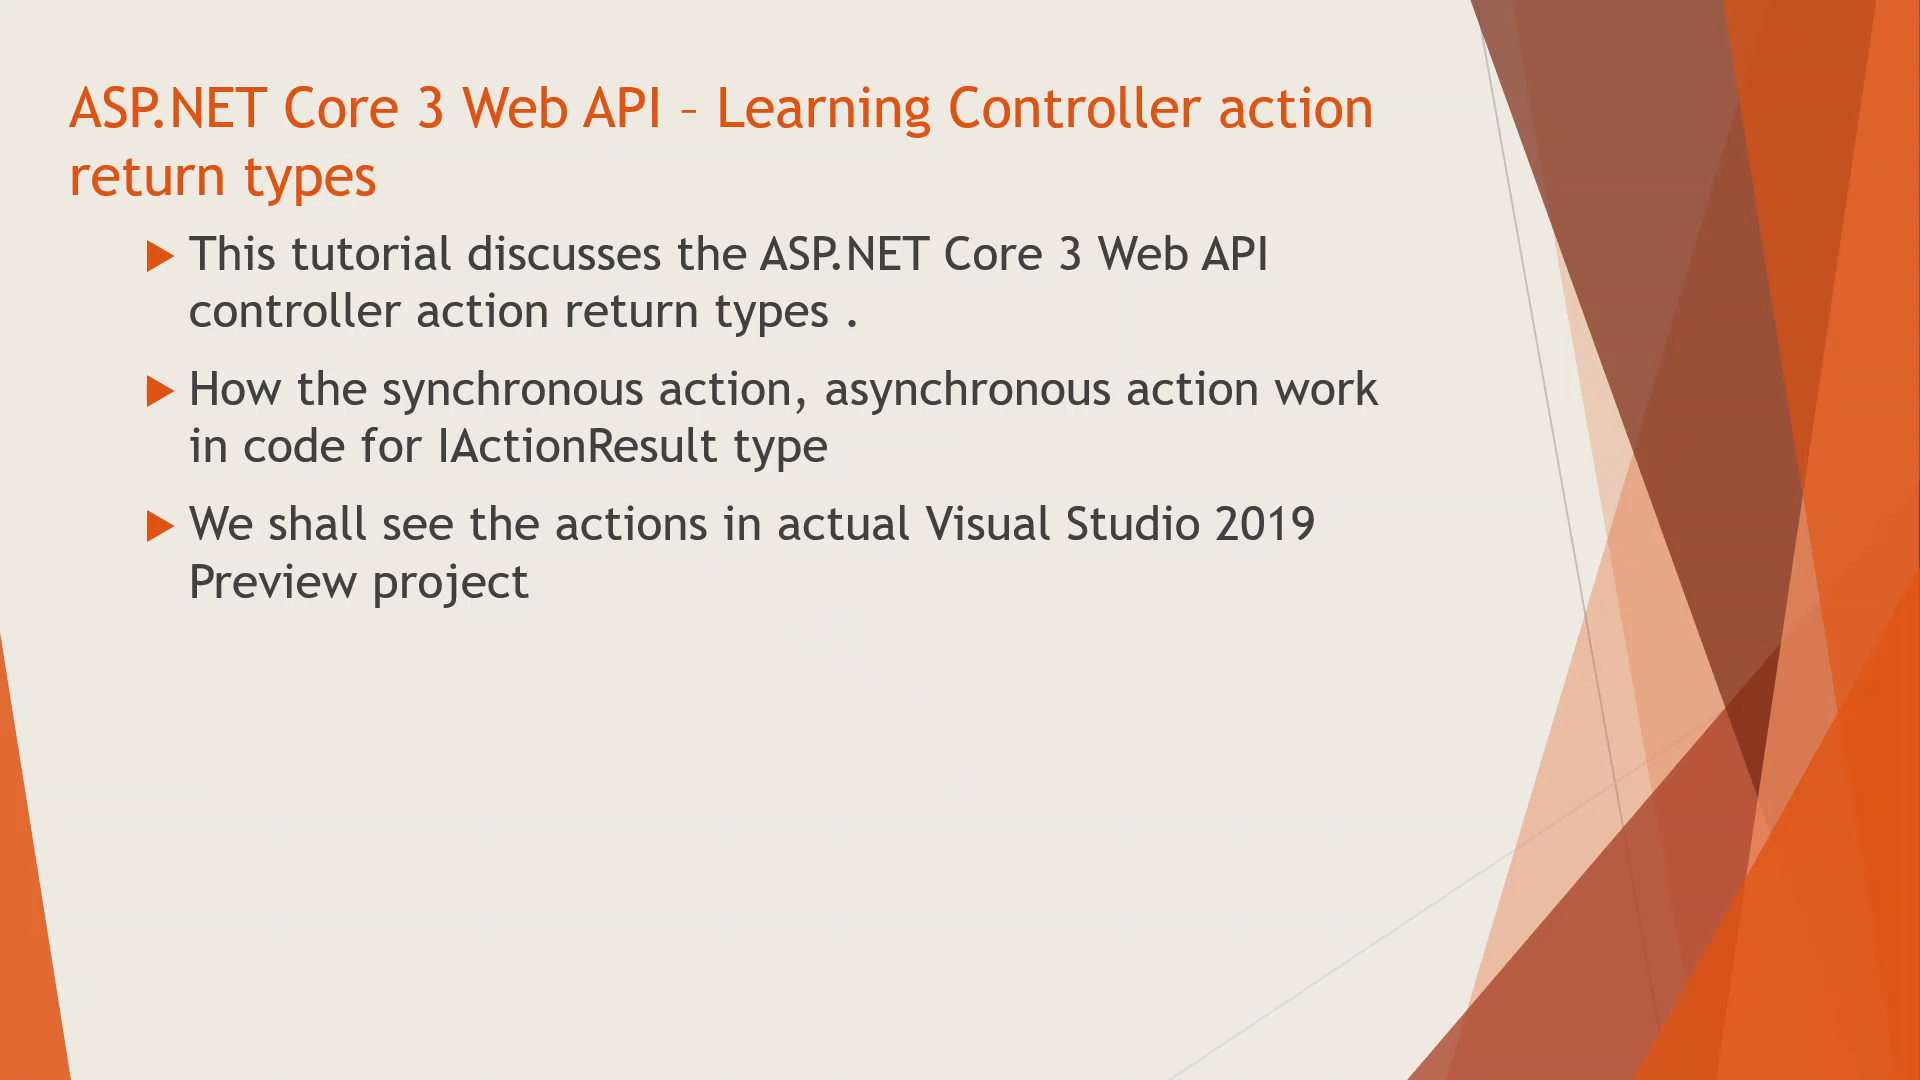 ASP.NET Core 3 Web API – Learning Controller action
return types
This tutorial discusses the ASP.NET Core 3 Web API
controller action return types .
How the synchronous action, asynchronous action work
in code for IActionResult type
We shall see the actions in actual Visual Studio 2019
Preview project